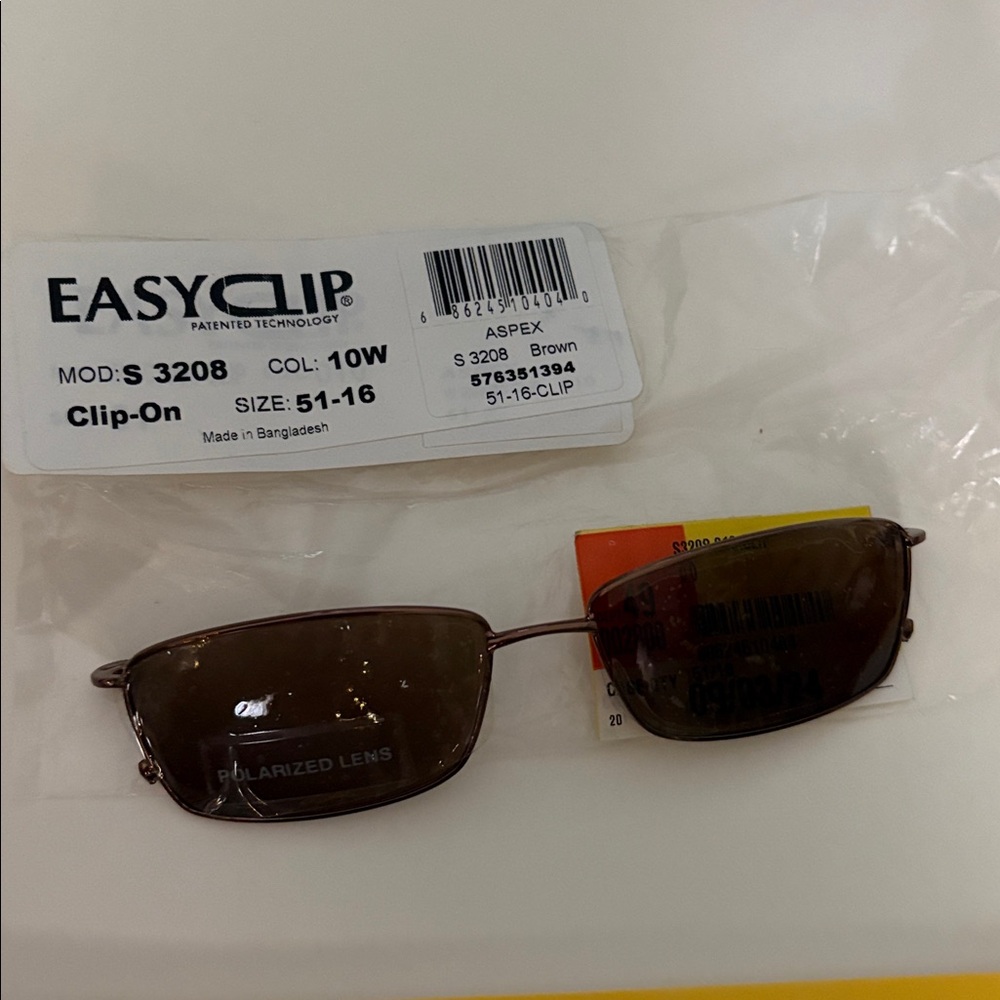 EASYCLIP®
PATENTED TECHNOLOGY
MOD: S 3208 COL: 10W
Clip-On SIZE: 51-16
Made in Bangladesh
6 86245 10404 0
ASPEX
S 3208 Brown
576351394
51-16-CLIP
POLARIZED LENS
S3208
20